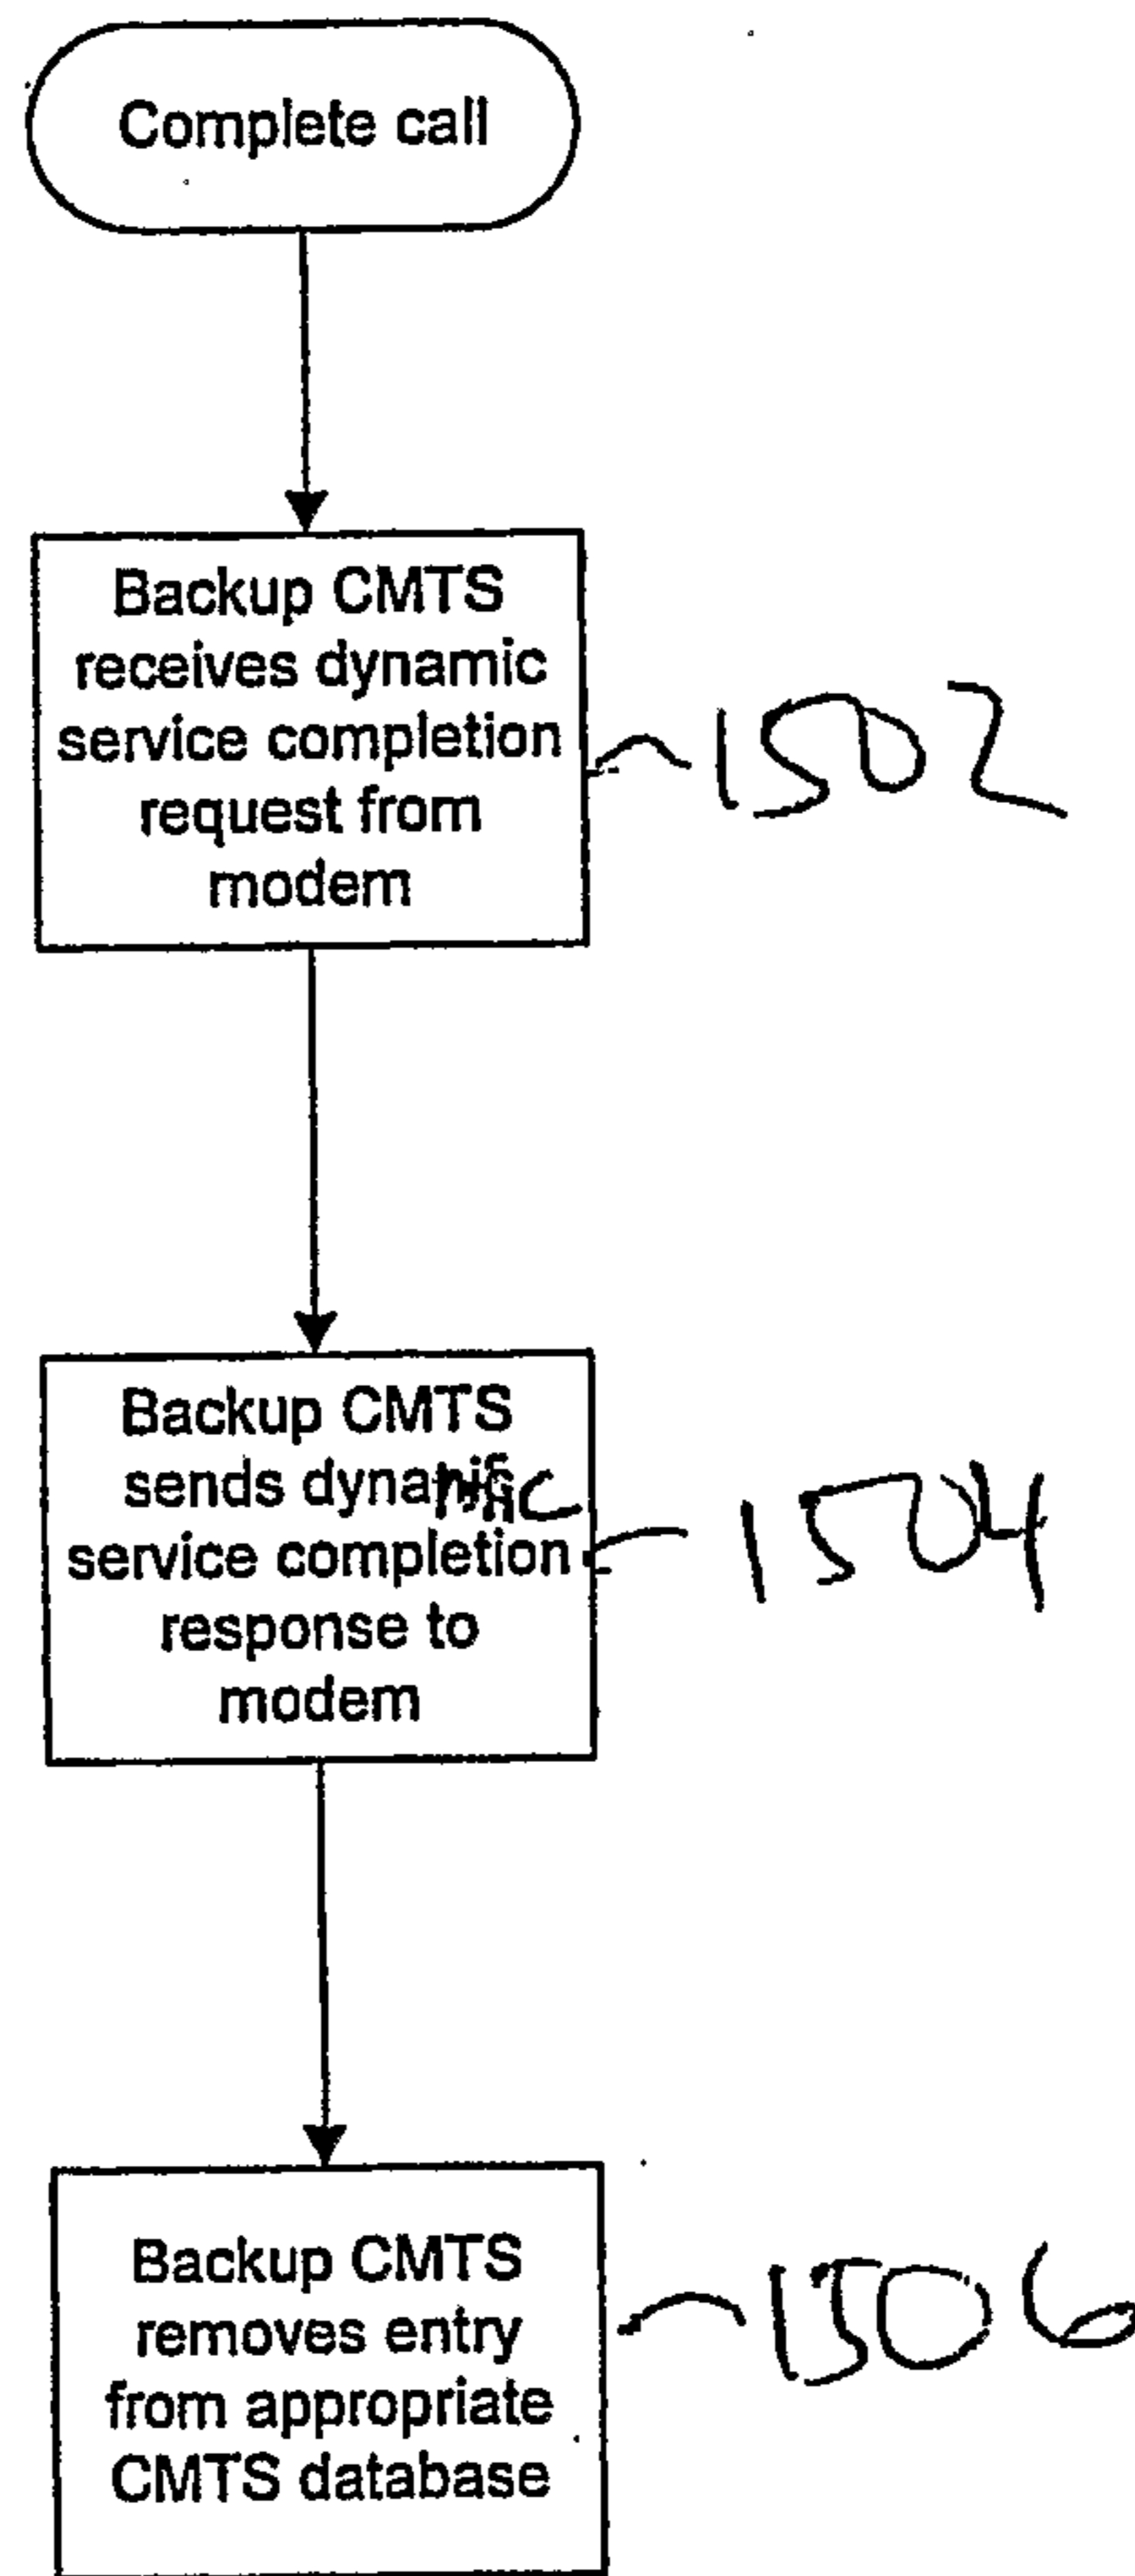 Complete call
Backup CMTS
receives dynamic
service completion
request from
modem
1502
Backup CMTS
sends dynamic
service completion
response to
modem
1504
Backup CMTS
removes entry
from appropriate
CMTS database
1506